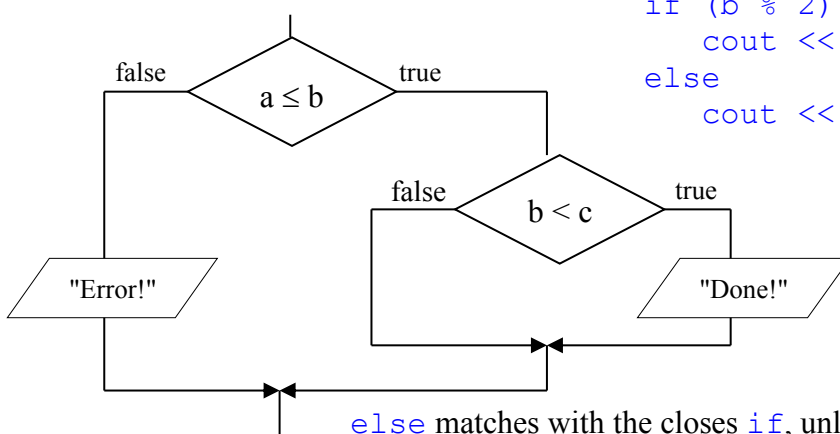 if (b % 2)
cout <<
else
cout <<
false
true
a ≤ b
false
true
b < c
"Error!"
"Done!"
else matches with the closes if, unl